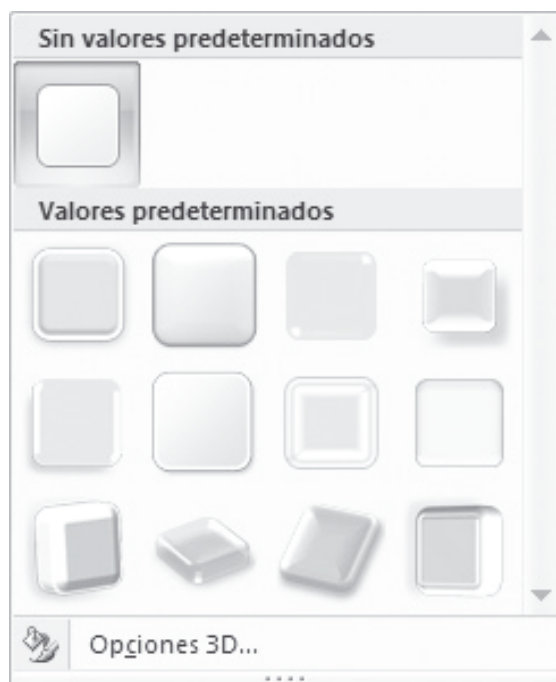 Sin valores predeterminados
Valores predeterminados
Opciones 3D...